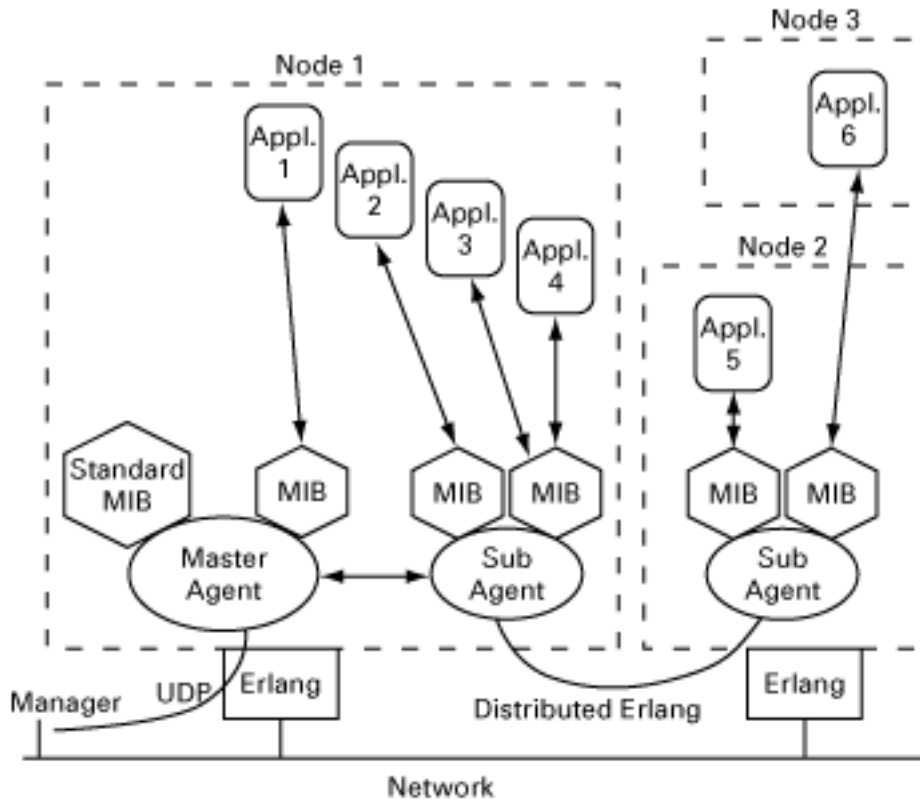 Node 3
Node 1
Appl.
1
Appl.
2
Appl.
3
Appl.
4
Appl.
6
Node 2
Appl.
5
Standard
MIB
MIB
MIB
MIB
MIB
MIB
Master
Agent
Sub
Agent
Sub
Agent
Manager
UDP
Erlang
Distributed Erlang
Erlang
Network